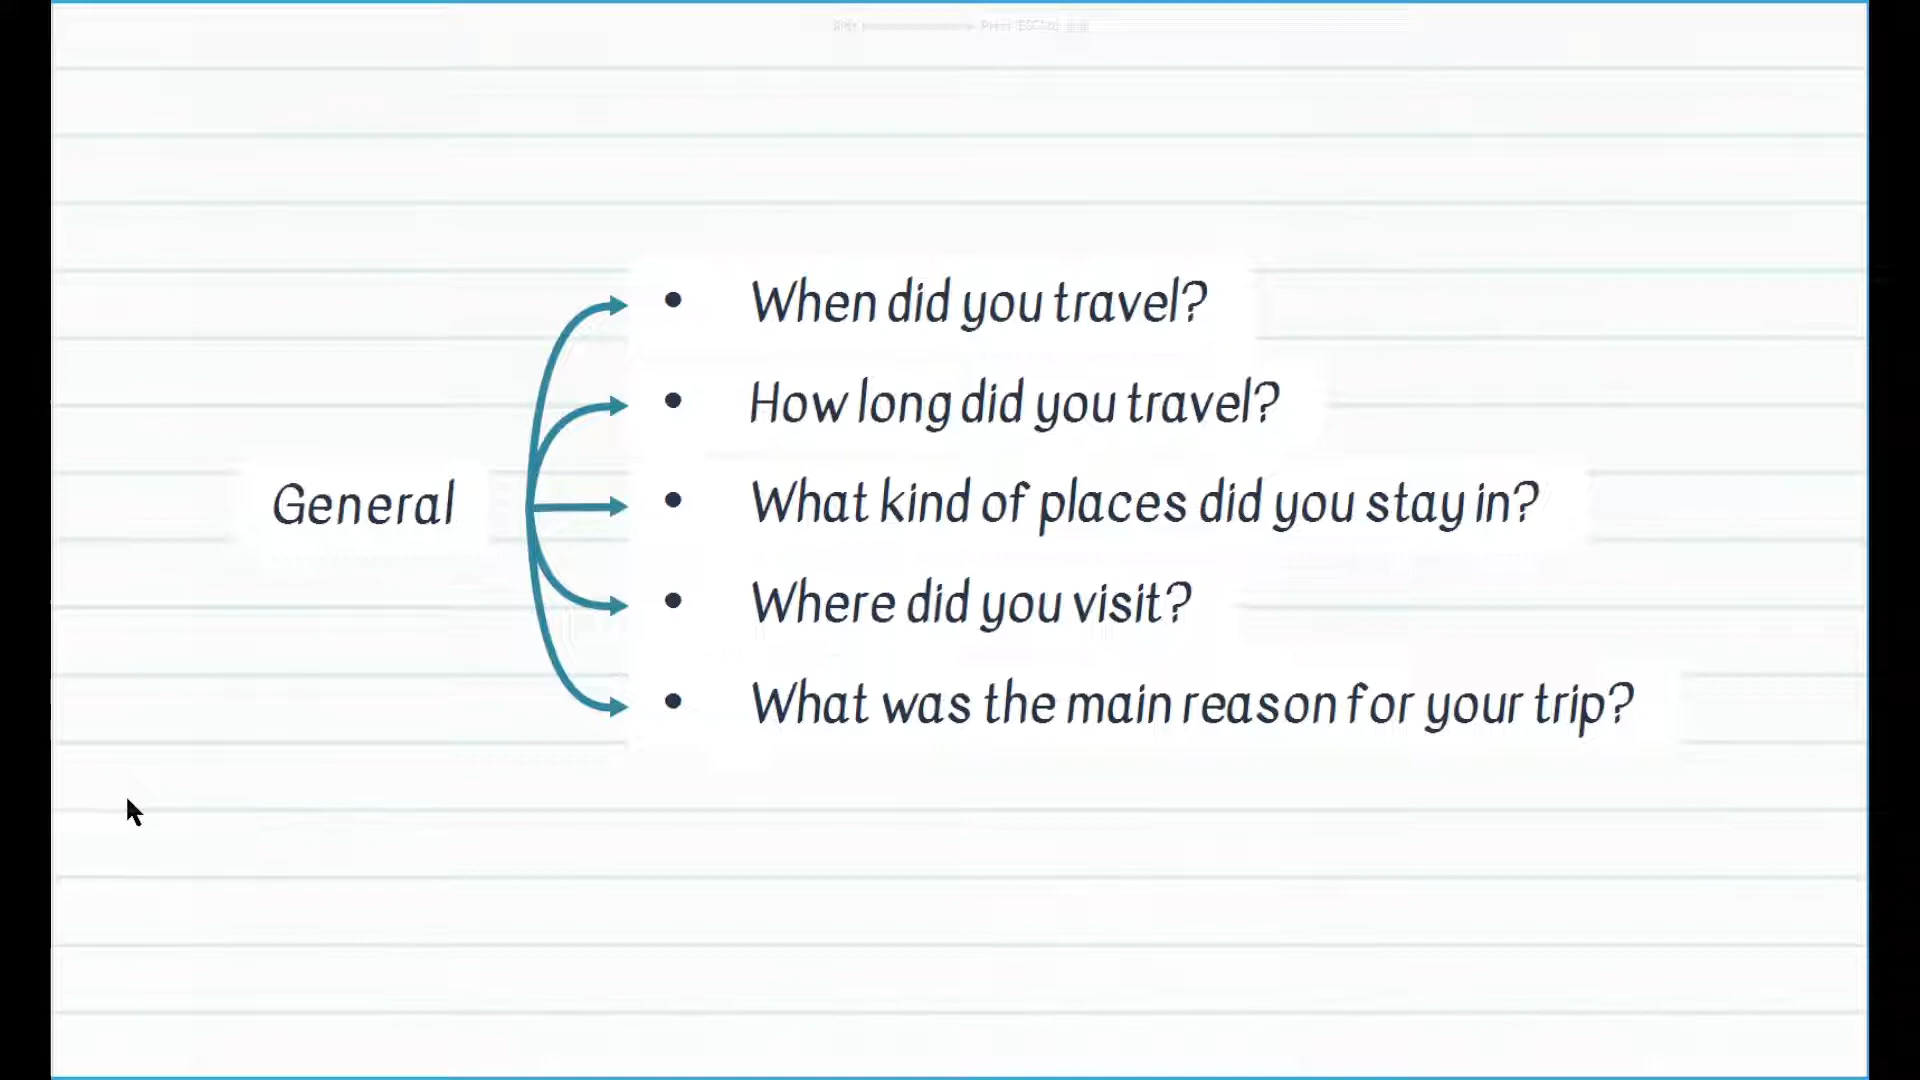 When did you travel?
How long did you travel?
General
What kind of places did you stay in?
Where did you visit?
What was the main reason for your trip?